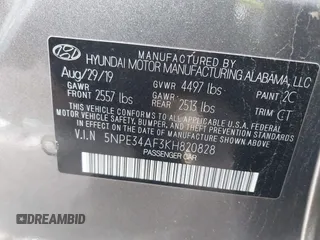 HYUNDAI MOTOR MANUFACTURING ALABAMA, LLC
MANUFACTURED BY
Aug/29/19 GVWR 4497 lbs PAINT 2C
GAWR FRONT 2557 lbs GAWR REAR 2513 lbs TRIM CT
THIS VEHICLE CONFORMS TO ALL APPLICABLE U.S.A FEDERAL
MOTOR VEHICLE SAFETY, BUMPER, AND THEFT PREVENTION
STANDARDS IN EFFECT ON THE DATE OF MANUFACTURE SHOWN ABOVE.
V.I.N 5NPE34AF3KH820828
PASSENGER CAR
DREAMBID